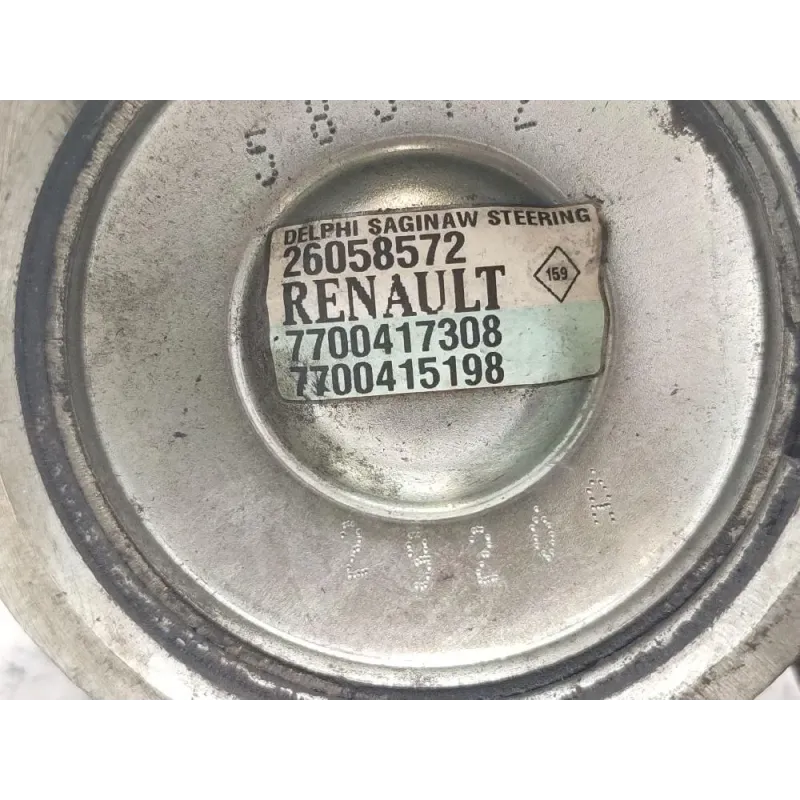 DELPHI SAGINAW STEERING
26058572
RENAULT
159
7700417308
7700415198